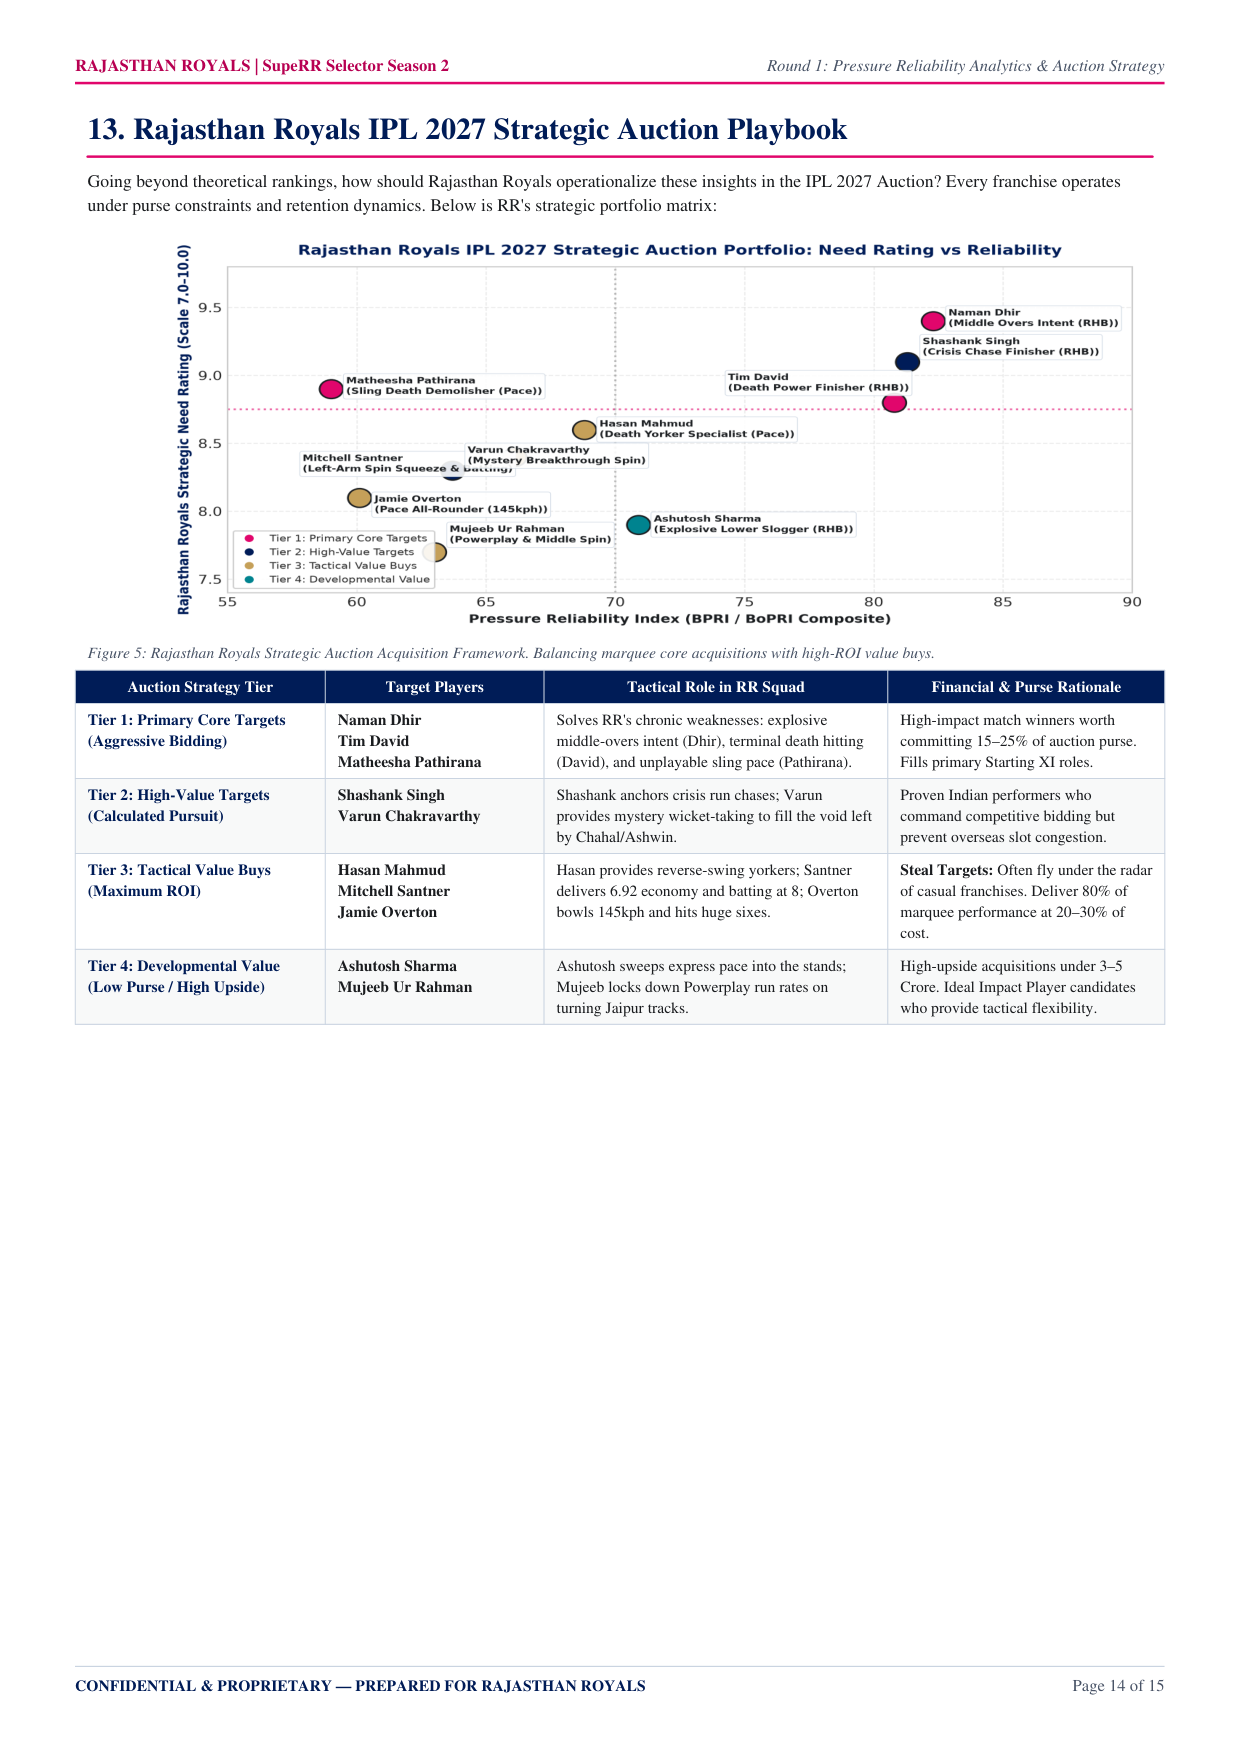 RAJASTHAN ROYALS | SupeRR Selector Season 2
Round 1: Pressure Reliability Analytics & Auction Strategy
13. Rajasthan Royals IPL 2027 Strategic Auction Playbook
Going beyond theoretical rankings, how should Rajasthan Royals operationalize these insights in the IPL 2027 Auction? Every franchise operates
under purse constraints and retention dynamics. Below is RR's strategic portfolio matrix:
Rajasthan Royals IPL 2027 Strategic Auction Portfolio: Need Rating vs Reliability
Rajasthan Royals Strategic Need Rating (Scale 7.0-10.0)
9.5
9.0
8.5
8.0
7.5
Naman Dhir
(Middle Overs Intent (RHB))
Shashank Singh
(Crisis Chase Finisher (RHB))
Tim David
(Death Power Finisher (RHB))
Matheesha Pathirana
(Sling Death Demolisher (Pace))
Hasan Mahmud
(Death Yorker Specialist (Pace))
Varun Chakravarthy
(Mystery Breakthrough Spin)
Mitchell Santner
(Left-Arm Spin Squeeze & Batting)
Jamie Overton
(Pace All-Rounder (145kph))
Ashutosh Sharma
(Explosive Lower Slogger (RHB))
Mujeeb Ur Rahman
(Powerplay & Middle Spin)
Tier 1: Primary Core Targets
Tier 2: High-Value Targets
Tier 3: Tactical Value Buys
Tier 4: Developmental Value
55 60 65 70 75 80 85 90
Pressure Reliability Index (BPRI / BoPRI Composite)
Figure 5: Rajasthan Royals Strategic Auction Acquisition Framework. Balancing marquee core acquisitions with high-ROI value buys.
Auction Strategy Tier
Target Players
Tactical Role in RR Squad
Financial & Purse Rationale
Tier 1: Primary Core Targets
(Aggressive Bidding)
Naman Dhir
Tim David
Matheesha Pathirana
Solves RR's chronic weaknesses: explosive
middle-overs intent (Dhir), terminal death hitting
(David), and unplayable sling pace (Pathirana).
High-impact match winners worth
committing 15–25% of auction purse.
Fills primary Starting XI roles.
Tier 2: High-Value Targets
(Calculated Pursuit)
Shashank Singh
Varun Chakravarthy
Shashank anchors crisis run chases; Varun
provides mystery wicket-taking to fill the void left
by Chahal/Ashwin.
Proven Indian performers who
command competitive bidding but
prevent overseas slot congestion.
Tier 3: Tactical Value Buys
(Maximum ROI)
Hasan Mahmud
Mitchell Santner
Jamie Overton
Hasan provides reverse-swing yorkers; Santner
delivers 6.92 economy and batting at 8; Overton
bowls 145kph and hits huge sixes.
Steal Targets: Often fly under the radar
of casual franchises. Deliver 80% of
marquee performance at 20–30% of
cost.
Tier 4: Developmental Value
(Low Purse / High Upside)
Ashutosh Sharma
Mujeeb Ur Rahman
Ashutosh sweeps express pace into the stands;
Mujeeb locks down Powerplay run rates on
turning Jaipur tracks.
High-upside acquisitions under 3–5
Crore. Ideal Impact Player candidates
who provide tactical flexibility.
CONFIDENTIAL & PROPRIETARY — PREPARED FOR RAJASTHAN ROYALS
Page 14 of 15